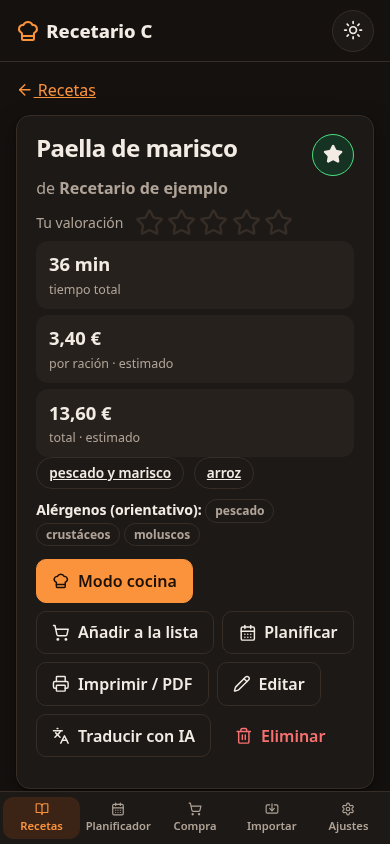 Recetario C
← Recetas
Paella de marisco
de Recetario de ejemplo
Tu valoración
36 min
tiempo total
3,40 €
por ración · estimado
13,60 €
total · estimado
pescado y marisco arroz
Alérgenos (orientativo): pescado
crustáceos moluscos
Modo cocina
Añadir a la lista Planificar
Imprimir / PDF Editar
Traducir con IA Eliminar
Recetas Planificador Compra Importar Ajustes